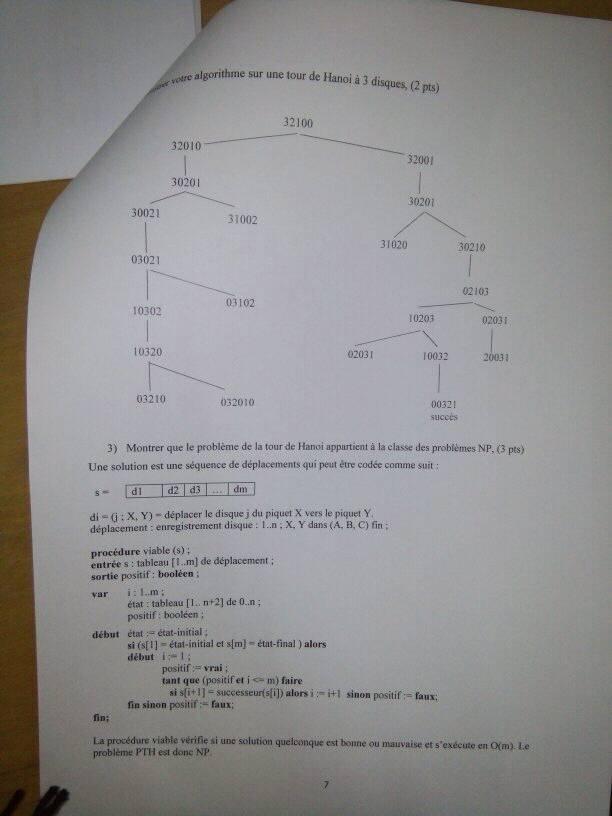 votre algorithme sur une tour de Hanoi à 3 disques, (2 pts)
32100
32010
32001
30201
30201
30021
31002
31020
30210
03021
02103
03102
10302
10203
02031
10320
02031
10032
20031
03210
032010
00321
succès
3) Montrer que le problème de la tour de Hanoi appartient à la classe des problèmes NP, (3 pts)
Une solution est une séquence de déplacements qui peut être codée comme suit :
s = d1 d2 d3 … dm
di = (j ; X, Y) = déplacer le disque j du piquet X vers le piquet Y.
déplacement : enregistrement disque : 1..n ; X, Y dans (A, B, C) fin ;
procédure viable (s) ;
entrée s : tableau [1..m] de déplacement ;
sortie positif : booléen ;
var i : 1..m ;
état : tableau [1.. n+2] de 0..n ;
positif : booléen ;
début état := état-initial ;
si (s[1] = état-initial et s[m] = état-final ) alors
début i := 1 ;
positif := vrai ;
tant que (positif et i <= m) faire
si s[i+1] = successeur(s[i]) alors i := i+1 sinon positif := faux;
fin sinon positif := faux;
fin;
La procédure viable vérifie si une solution quelconque est bonne ou mauvaise et s'exécute en O(m). Le
problème PTH est donc NP.
7